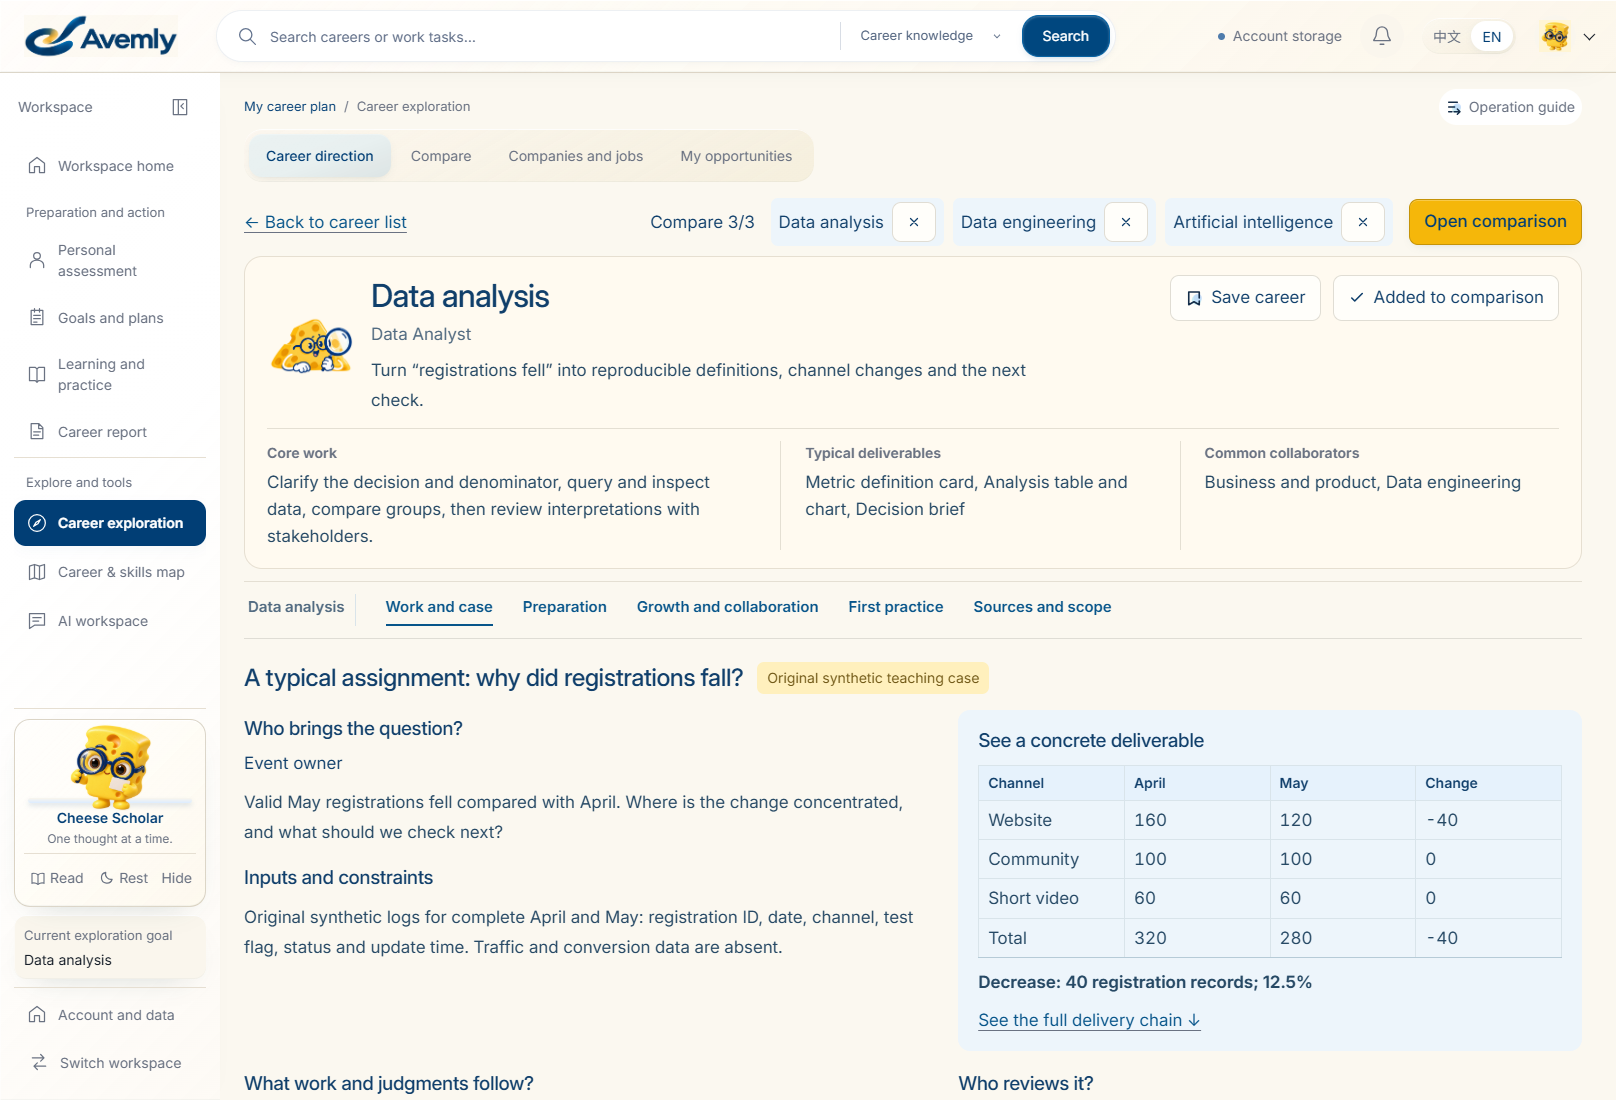 Avemly
Search careers or work tasks...
Career knowledge
Search
Account storage
中文
EN
Workspace
Workspace home
Preparation and action
Personal
assessment
Goals and plans
Learning and
practice
Career report
Explore and tools
Career exploration
Career & skills map
AI workspace
Cheese Scholar
One thought at a time.
Read Rest Hide
Current exploration goal
Data analysis
Account and data
Switch workspace
My career plan / Career exploration
Operation guide
Career direction Compare Companies and jobs My opportunities
← Back to career list
Compare 3/3 Data analysis × Data engineering × Artificial intelligence × Open comparison
Data analysis
Save career
✓ Added to comparison
Data Analyst
Turn “registrations fell” into reproducible definitions, channel changes and the next
check.
Core work
Clarify the decision and denominator, query and inspect
data, compare groups, then review interpretations with
stakeholders.
Typical deliverables
Metric definition card, Analysis table and
chart, Decision brief
Common collaborators
Business and product, Data engineering
Data analysis Work and case Preparation Growth and collaboration First practice Sources and scope
A typical assignment: why did registrations fall? Original synthetic teaching case
Who brings the question?
Event owner
Valid May registrations fell compared with April. Where is the change concentrated,
and what should we check next?
Inputs and constraints
Original synthetic logs for complete April and May: registration ID, date, channel, test
flag, status and update time. Traffic and conversion data are absent.
See a concrete deliverable
Channel April May Change
Website 160 120 -40
Community 100 100 0
Short video 60 60 0
Total 320 280 -40
Decrease: 40 registration records; 12.5%
See the full delivery chain ↓
What work and judgments follow?
Who reviews it?